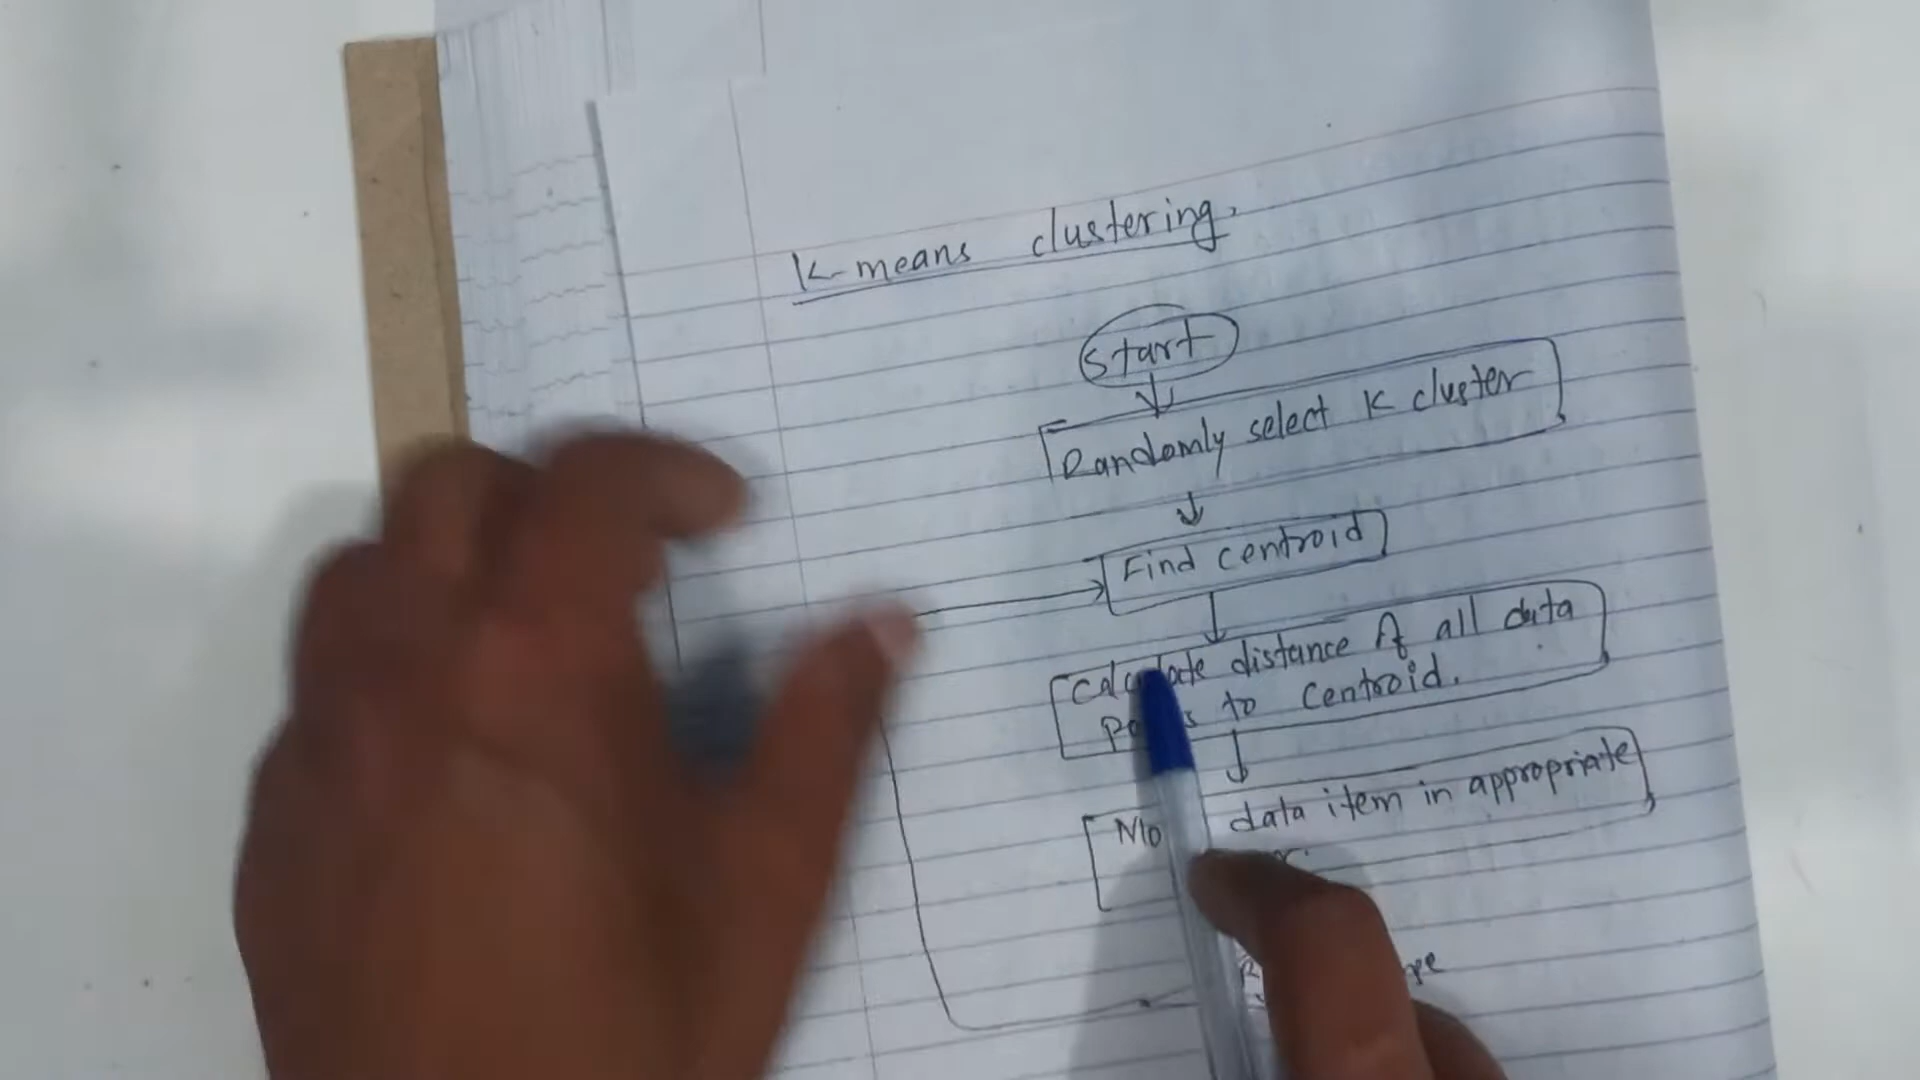 K-means clustering.
Start
Randomly select K cluster
Find centroid
distance of all data
to Centroid.
data item in appropriate